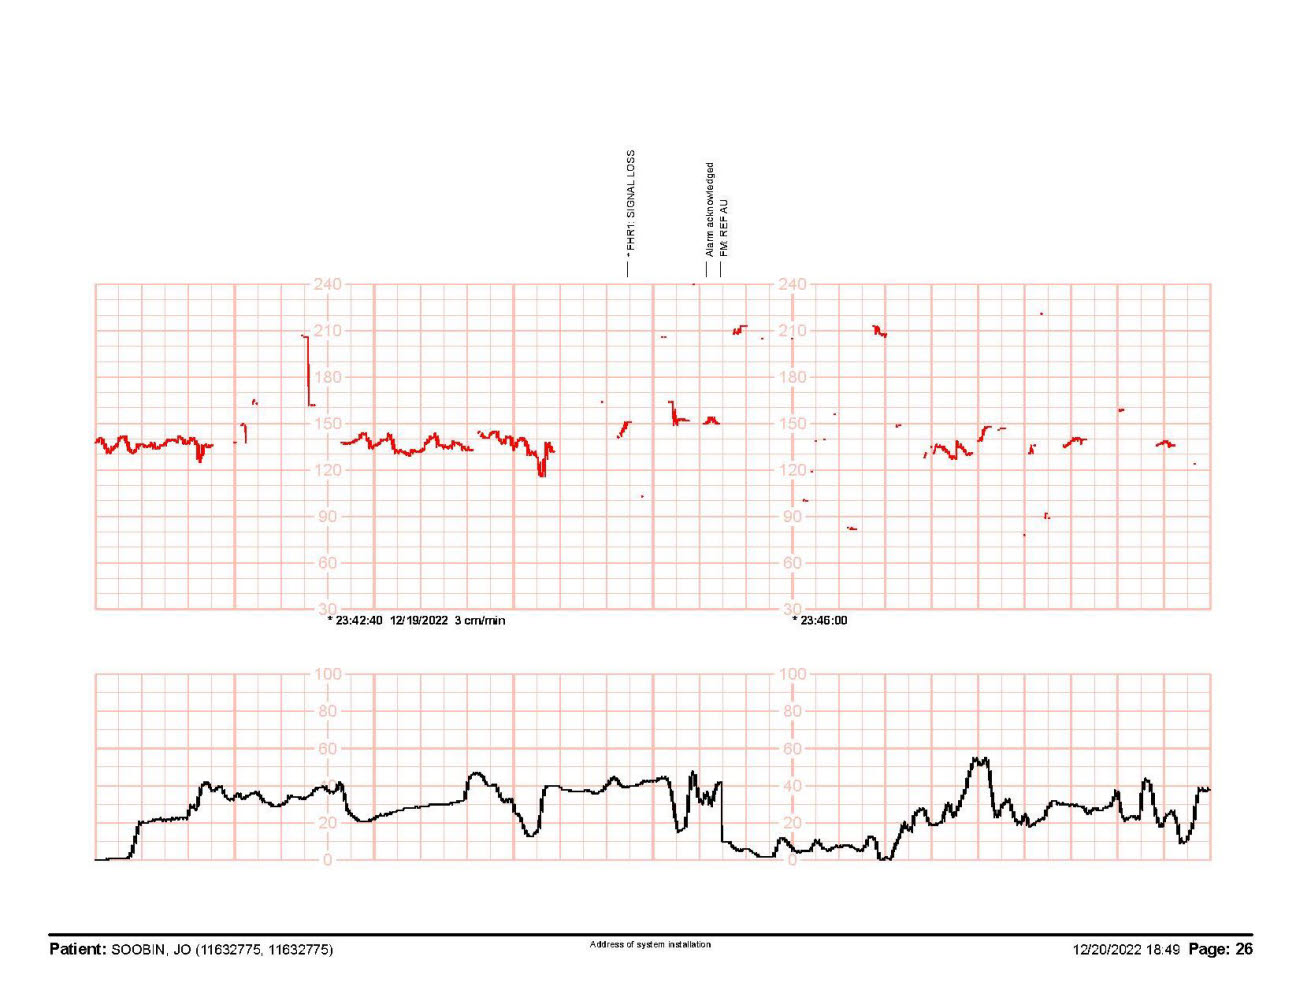 * FHR1: SIGNAL LOSS
Alarm acknowledged
FM: REF AU
240 240
210 210
180 180
150 150
120 120
90 90
60 60
30 30
* 23:42:40 12/19/2022 3 cm/min * 23:46:00
100 100
80 80
60 60
40 40
20 20
0 0
Patient: SOOBIN, JO (11632775, 11632775) Address of system installation 12/20/2022 18:49 Page: 26